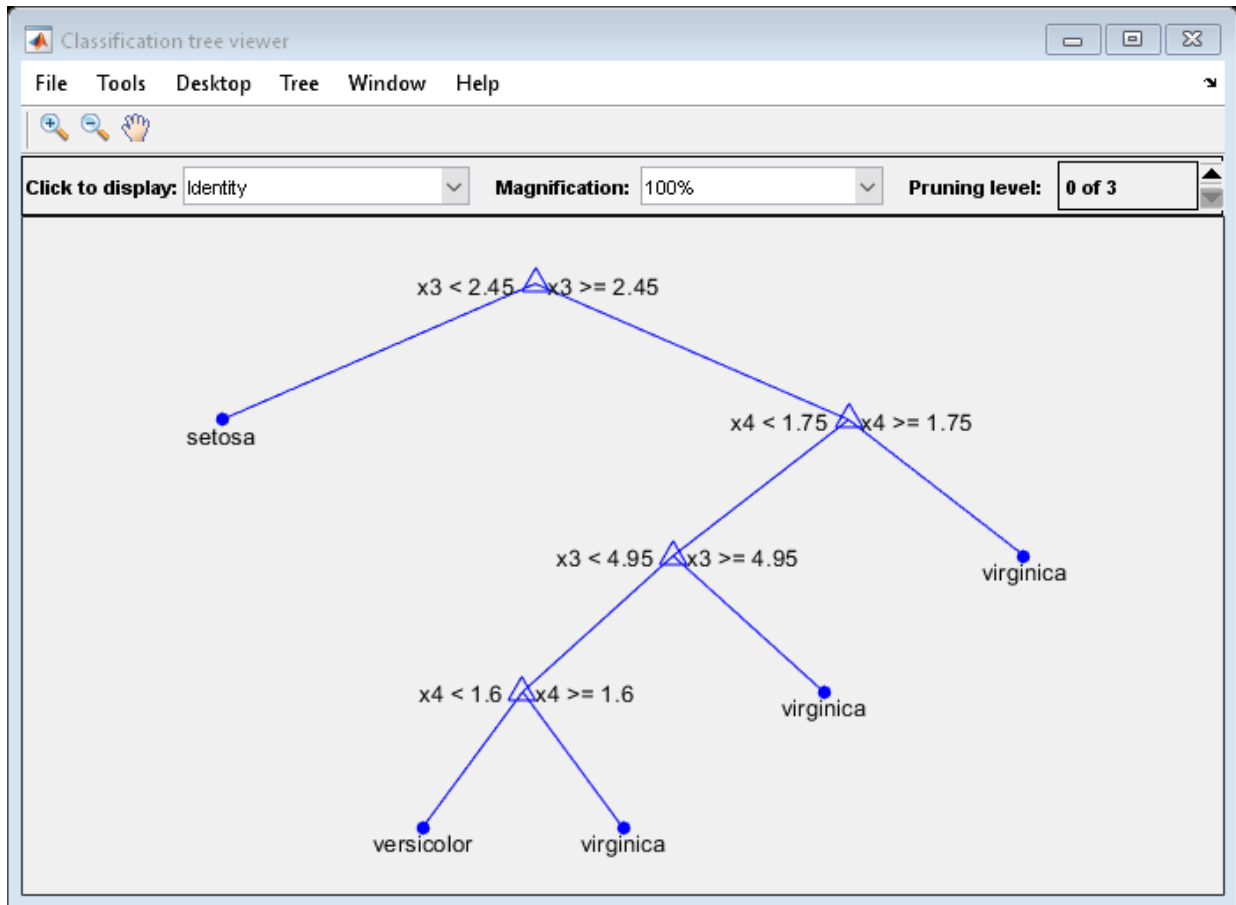 Classification tree viewer
File Tools Desktop Tree Window Help
Click to display: Identity Magnification: 100% Pruning level: 0 of 3
x3 < 2.45 x3 >= 2.45
setosa
x4 < 1.75 x4 >= 1.75
x3 < 4.95 x3 >= 4.95
virginica
x4 < 1.6 x4 >= 1.6
virginica
versicolor virginica